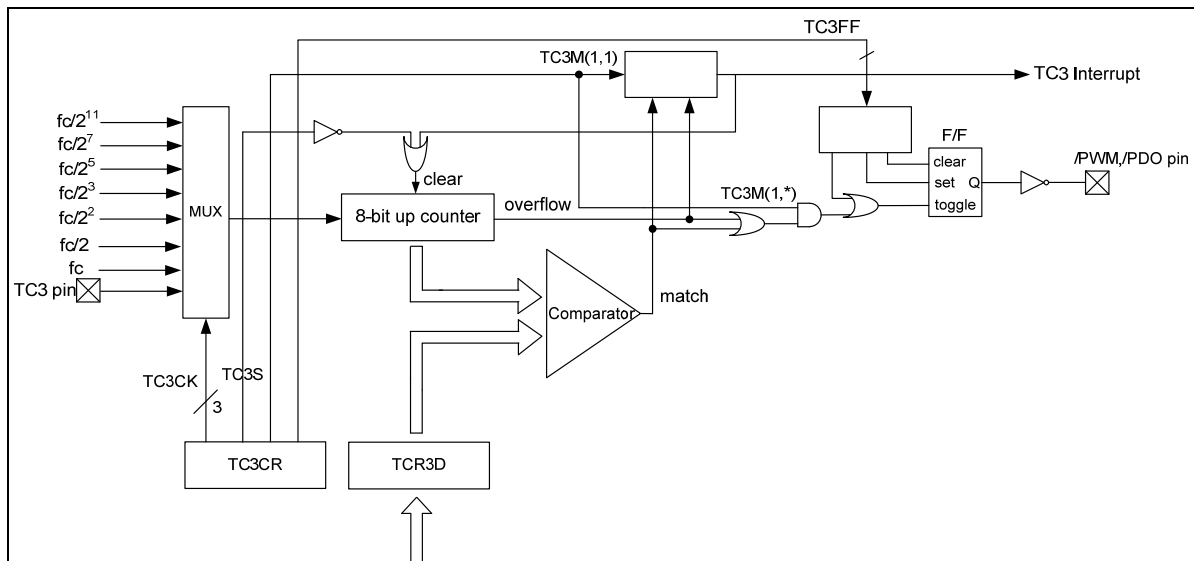 TC3FF
TC3M(1,1)
TC3 Interrupt
fc/2¹¹
fc/2⁷
fc/2⁵
fc/2³
fc/2²
fc/2
fc
TC3 pin
MUX
clear
8-bit up counter
overflow
TC3M(1,*)
F/F
clear
set Q
toggle
/PWM,/PDO pin
Comparator
match
TC3CK
TC3S
3
TC3CR
TCR3D